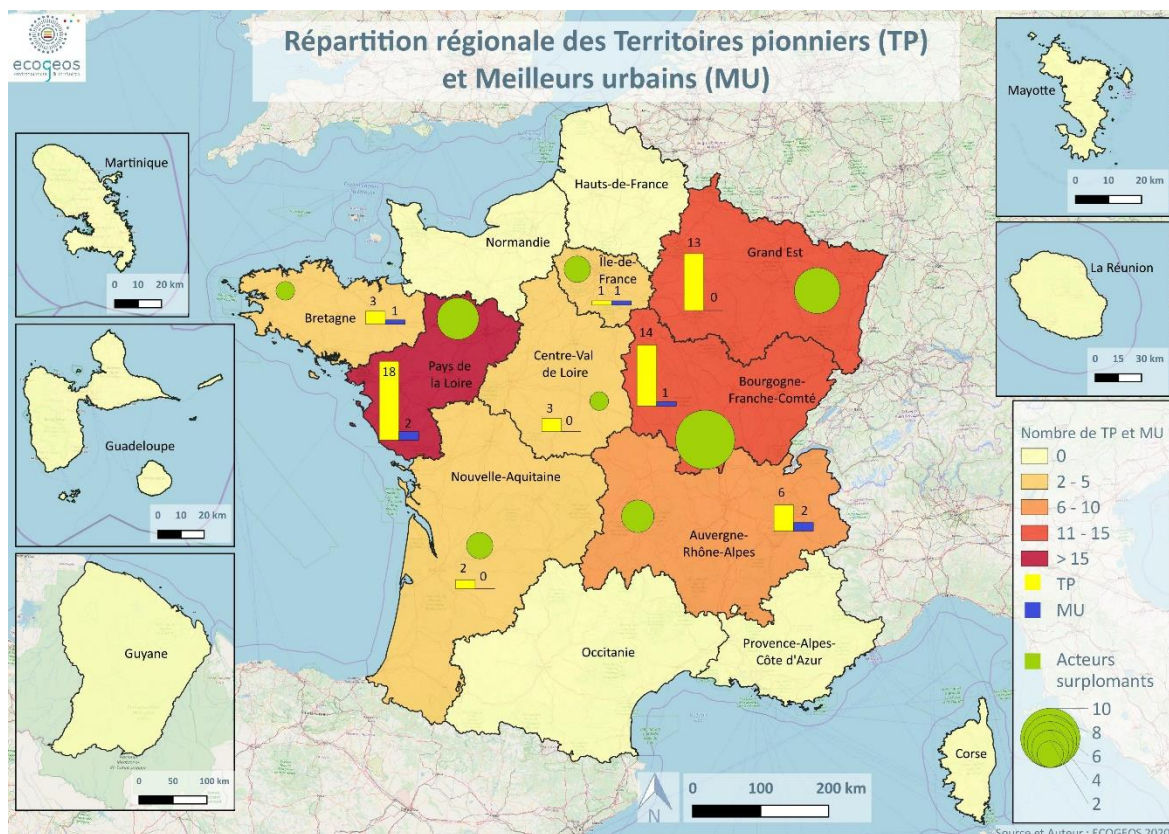 ecogeos
Répartition régionale des Territoires pionniers (TP)
et Meilleurs urbains (MU)
Martinique
0 10 20 km
Guadeloupe
0 10 20 km
Guyane
0 50 100 km
Mayotte
0 10 20 km
La Réunion
0 15 30 km
Hauts-de-France
Normandie
Île-de-
France
1 1
Grand Est
13
0
Bretagne
3
1
Pays de
la Loire
18
2
Centre-Val
de Loire
3
0
Bourgogne-
Franche-Comté
14
1
Nouvelle-Aquitaine
2
0
Auvergne-
Rhône-Alpes
6
2
Occitanie
Provence-Alpes-
Côte d'Azur
Corse
N
0 100 200 km
Nombre de TP et MU
0
2 - 5
6 - 10
11 - 15
> 15
TP
MU
Acteurs
surplomants
10
8
6
4
2
Source et Auteur : ECOGEOS 2020